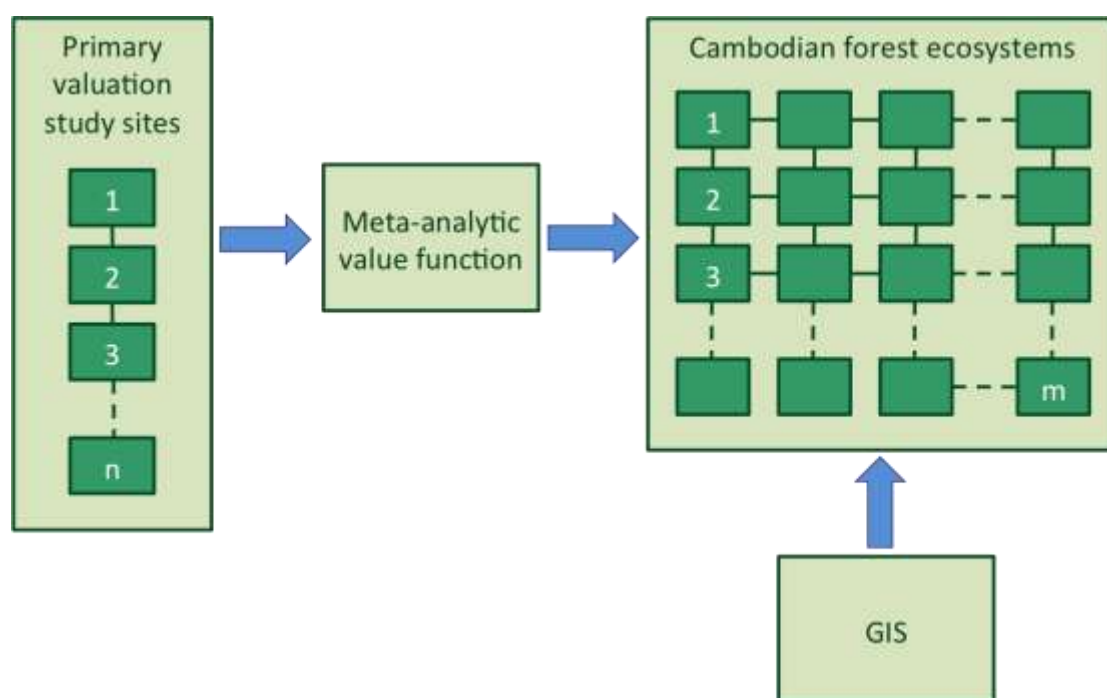 Primary
valuation
study sites
1
2
3
n
Meta-analytic
value function
Cambodian forest ecosystems
1
2
3
m
GIS